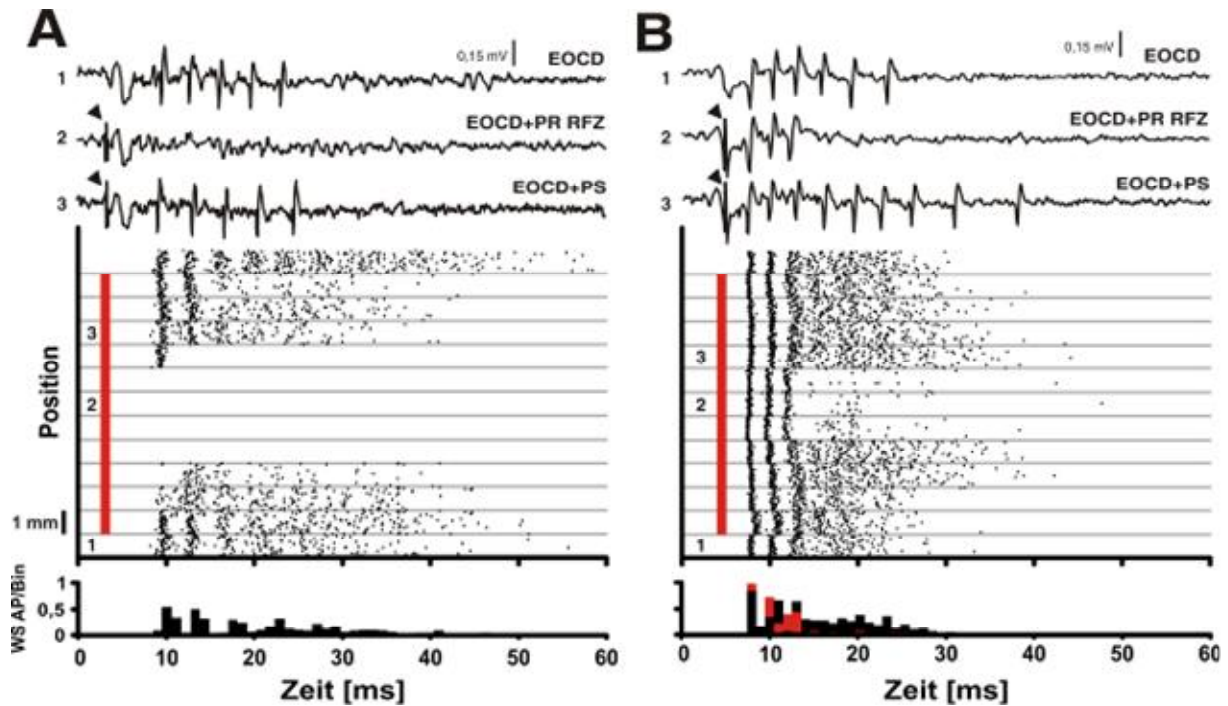 A
B
0,15 mV
EOCD
1
EOCD+PR RFZ
2
EOCD+PS
3
0,15 mV
EOCD
1
EOCD+PR RFZ
2
EOCD+PS
3
Position
3
2
1 mm
1
3
2
1
WS AP/Bin
1
0,5
0
0 10 20 30 40 50 60
Zeit [ms]
0 10 20 30 40 50 60
Zeit [ms]